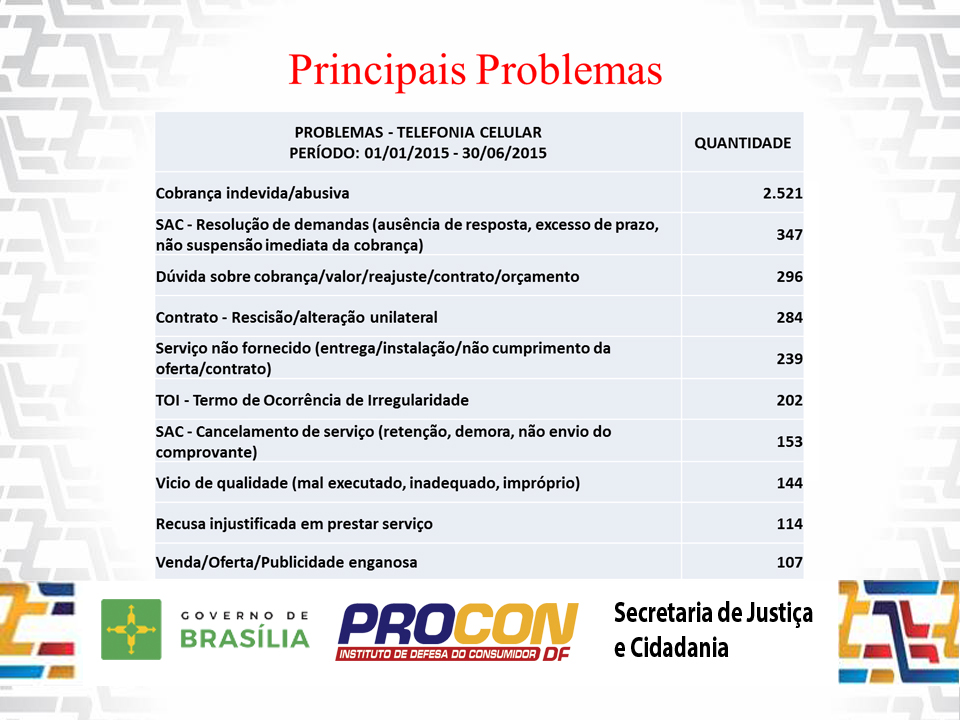 Principais Problemas
PROBLEMAS - TELEFONIA CELULAR
PERÍODO: 01/01/2015 - 30/06/2015
QUANTIDADE
Cobrança indevida/abusiva 2.521
SAC - Resolução de demandas (ausência de resposta, excesso de prazo,
não suspensão imediata da cobrança) 347
Dúvida sobre cobrança/valor/reajuste/contrato/orçamento 296
Contrato - Rescisão/alteração unilateral 284
Serviço não fornecido (entrega/instalação/não cumprimento da
oferta/contrato) 239
TOI - Termo de Ocorrência de Irregularidade 202
SAC - Cancelamento de serviço (retenção, demora, não envio do
comprovante) 153
Vicio de qualidade (mal executado, inadequado, impróprio) 144
Recusa injustificada em prestar serviço 114
Venda/Oferta/Publicidade enganosa 107
GOVERNO DE
BRASÍLIA
PROCON
INSTITUTO DE DEFESA DO CONSUMIDOR DF
Secretaria de Justiça
e Cidadania